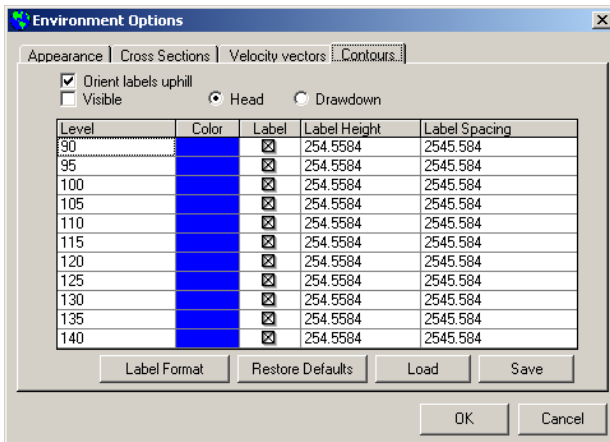 Environment Options
Appearance Cross Sections Velocity vectors Contours
Orient labels uphill
Visible Head Drawdown
Level Color Label Label Height Label Spacing
90 254.5584 2545.584
95 254.5584 2545.584
100 254.5584 2545.584
105 254.5584 2545.584
110 254.5584 2545.584
115 254.5584 2545.584
120 254.5584 2545.584
125 254.5584 2545.584
130 254.5584 2545.584
135 254.5584 2545.584
140 254.5584 2545.584
Label Format Restore Defaults Load Save
OK Cancel